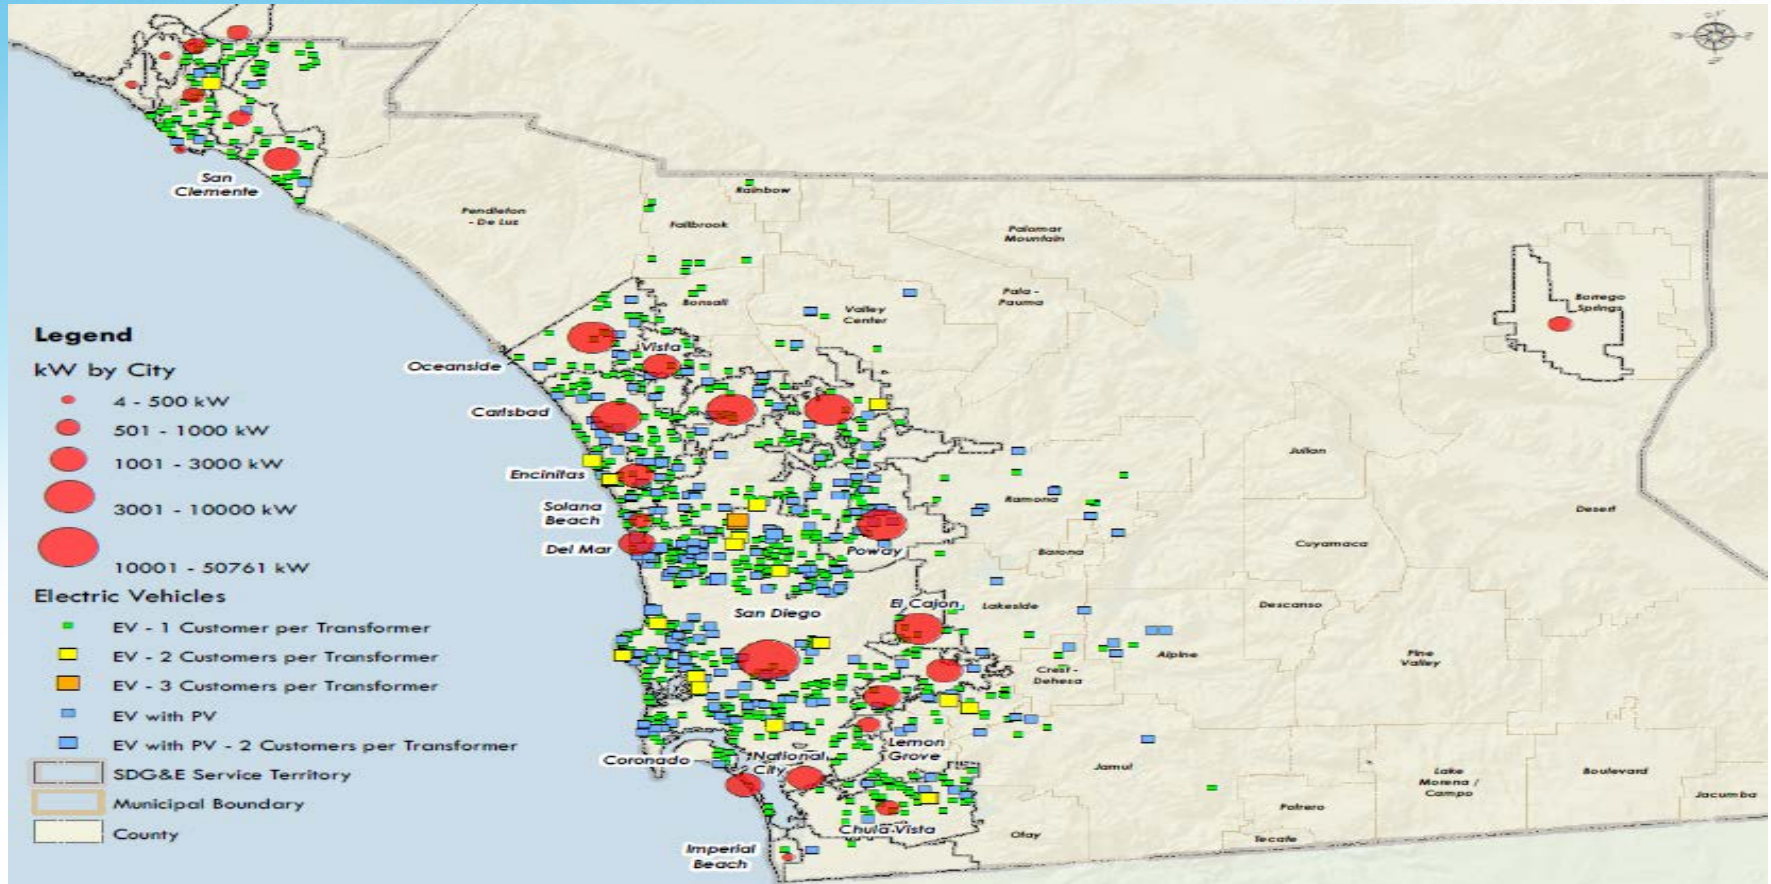 Legend
kW by City
4 - 500 kW
501 - 1000 kW
1001 - 3000 kW
3001 - 10000 kW
10001 - 50761 kW
Electric Vehicles
EV - 1 Customer per Transformer
EV - 2 Customers per Transformer
EV - 3 Customers per Transformer
EV with PV
EV with PV - 2 Customers per Transformer
SDG&E Service Territory
Municipal Boundary
County
San
Clemente
Pendleton
- De Luz
Rainbow
Fallbrook
Palomar
Mountain
Bonsall
Valley
Center
Pala -
Pauma
Borrego
Springs
Oceanside
Vista
Carlsbad
Encinitas
Solana
Beach
Del Mar
Poway
Ramona
Julian
Desert
Barona
Cuyamaca
San Diego
El Cajon
Lakeside
Descanso
Alpine
Pine
Valley
Crest -
Dehesa
Coronado
National
City
Lemon
Grove
Jamul
Lake
Morena /
Campo
Boulevard
Jacumba
Potrero
Chula Vista
Otay
Tecate
Imperial
Beach